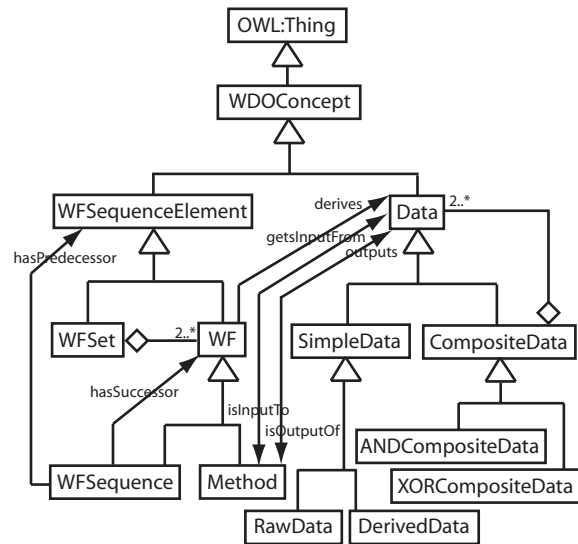 OWL:Thing
WDOConcept
WFSequenceElement
derives
Data
2..*
hasPredecessor
getsInputFrom
outputs
WFSet
2..*
WF
SimpleData
CompositeData
hasSuccessor
isInputTo
isOutputOf
ANDCompositeData
WFSequence
Method
XORCompositeData
RawData
DerivedData